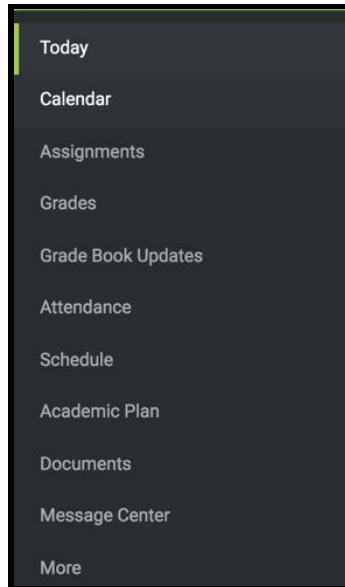 Today
Calendar
Assignments
Grades
Grade Book Updates
Attendance
Schedule
Academic Plan
Documents
Message Center
More